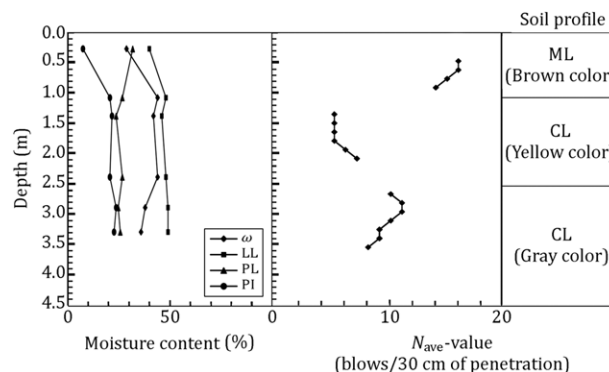 Soil profile
0.0
0.5
1.0
1.5
2.0
2.5
3.0
3.5
4.0
4.5
Depth (m)
ω
LL
PL
PI
0
50
Moisture content (%)
0
10
20
N ave-value
(blows/30 cm of penetration)
ML
(Brown color)
CL
(Yellow color)
CL
(Gray color)